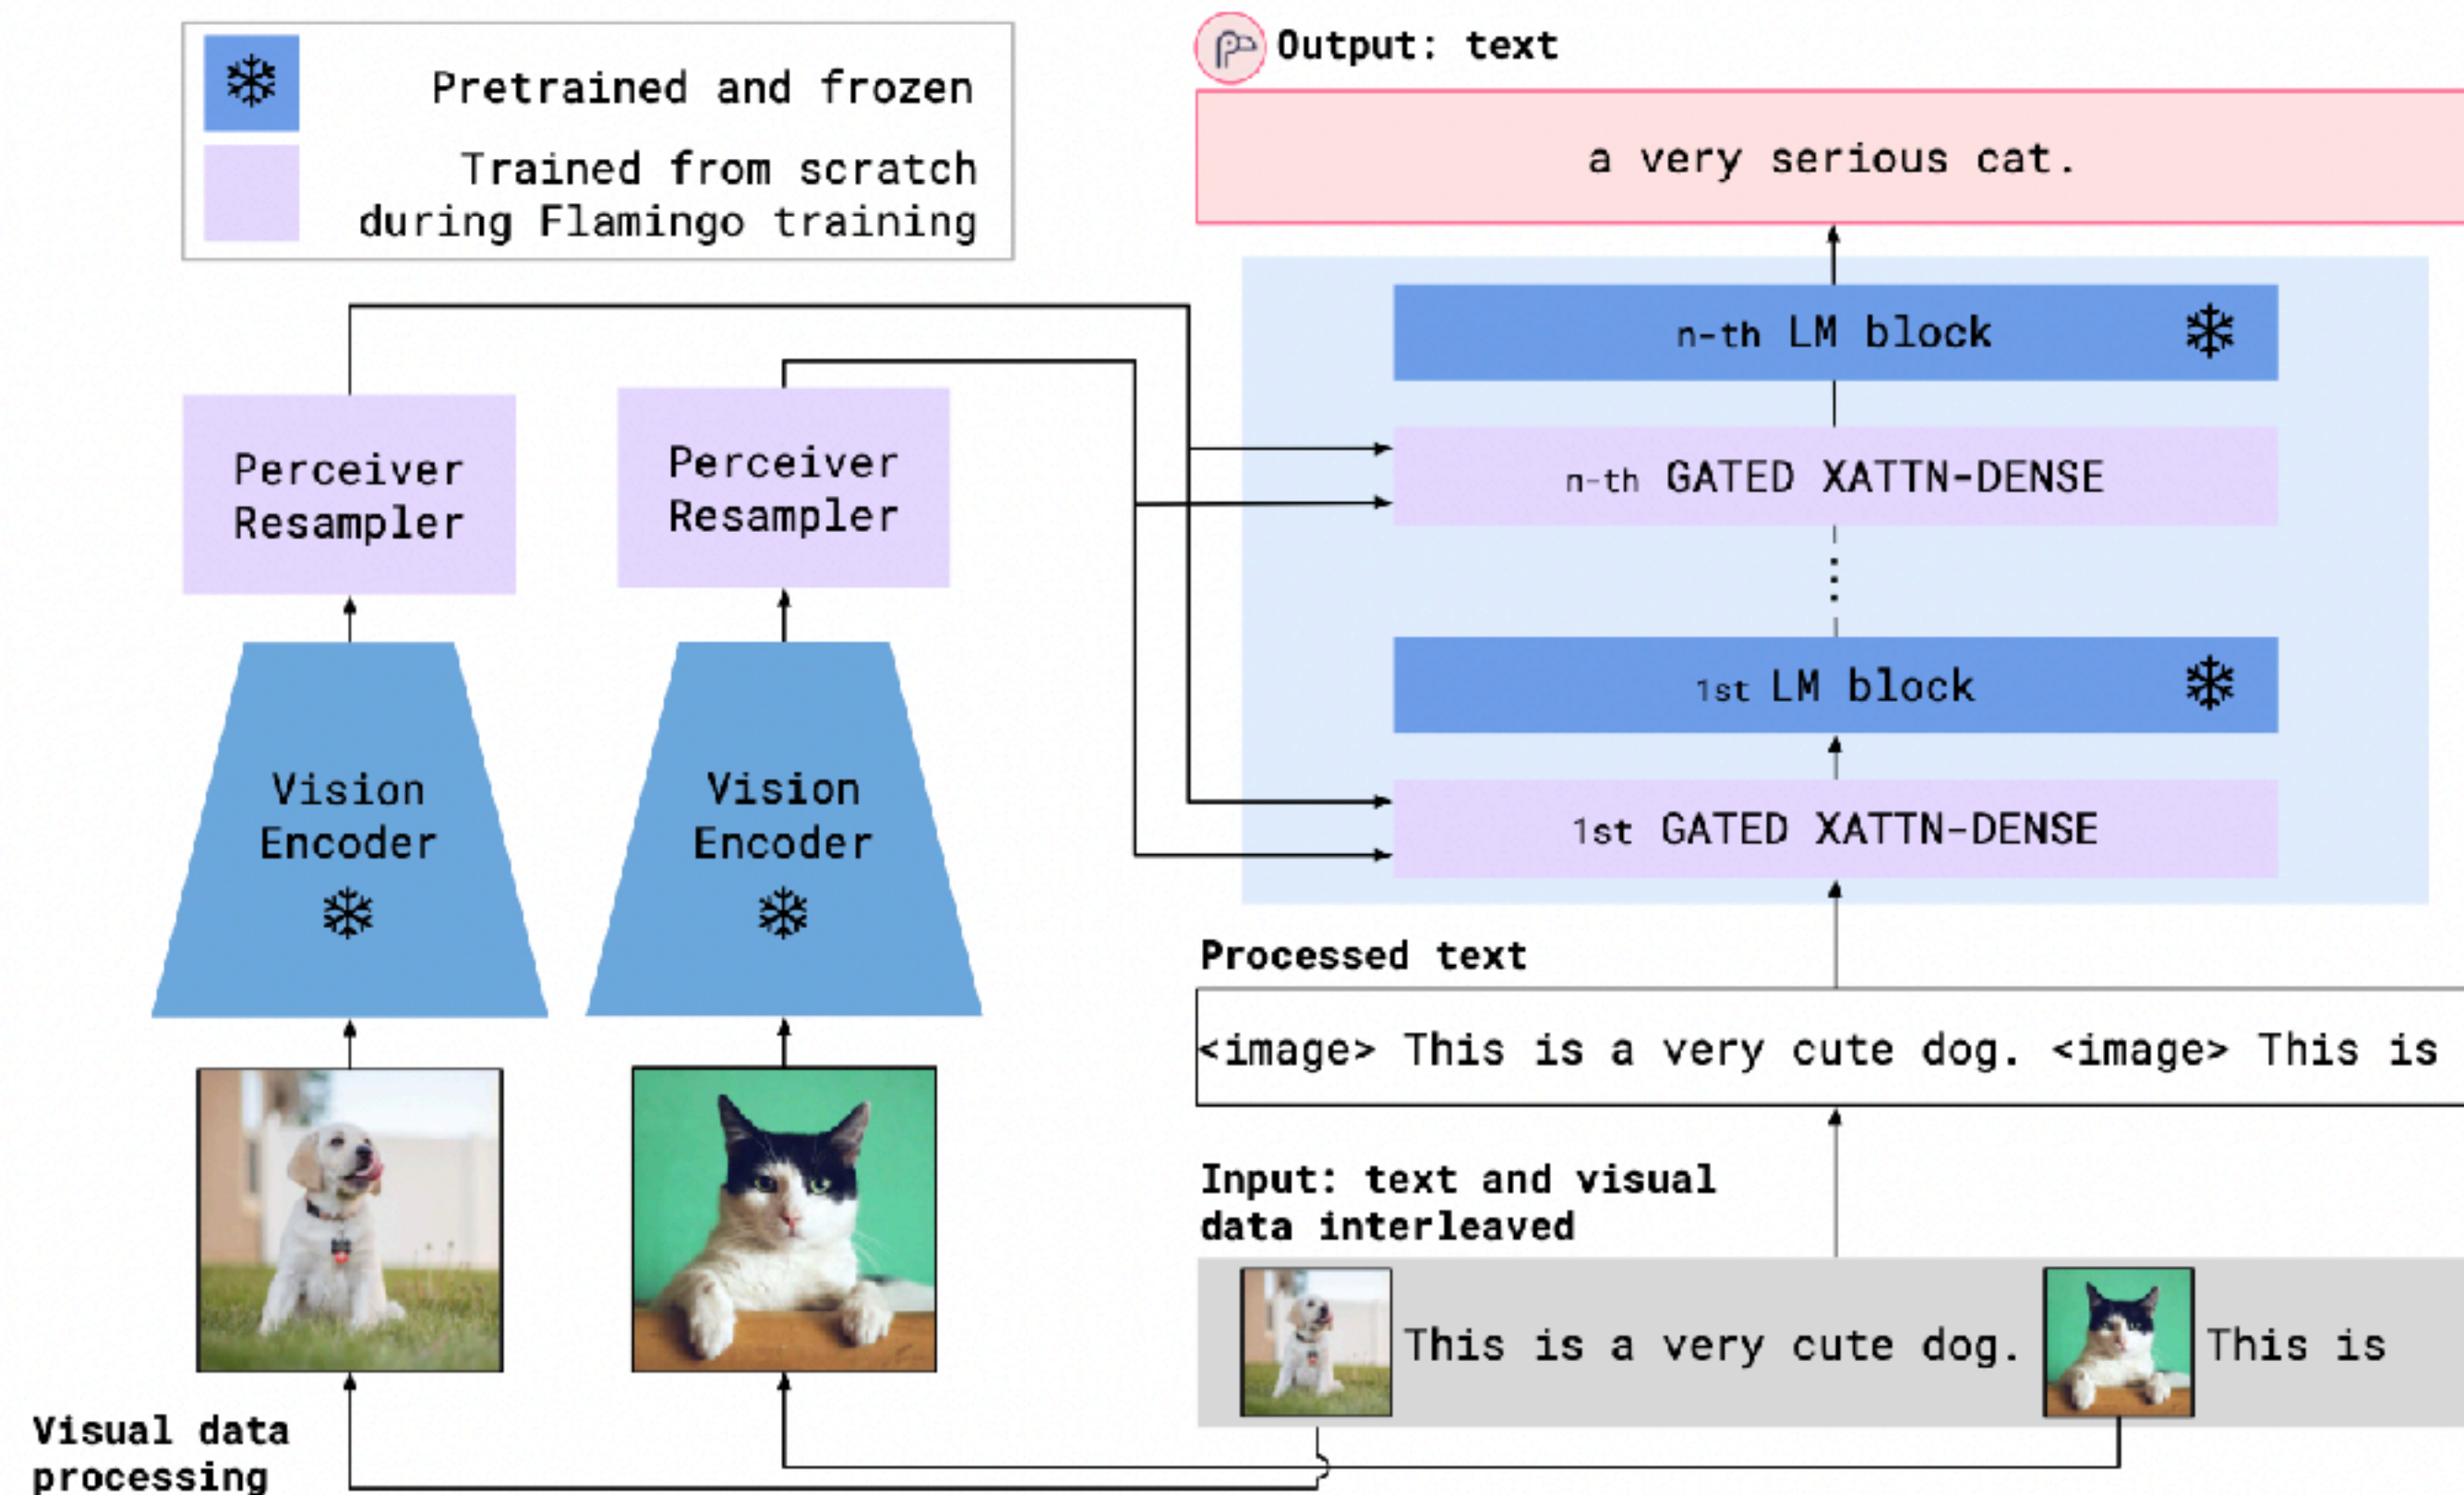 Pretrained and frozen
Trained from scratch
during Flamingo training
Perceiver
Resampler
Perceiver
Resampler
Vision
Encoder
Vision
Encoder
Visual data
processing
Output: text
a very serious cat.
n-th LM block
n-th GATED XATTN-DENSE
1st LM block
1st GATED XATTN-DENSE
Processed text
<image> This is a very cute dog. <image> This is
Input: text and visual
data interleaved
This is a very cute dog. This is